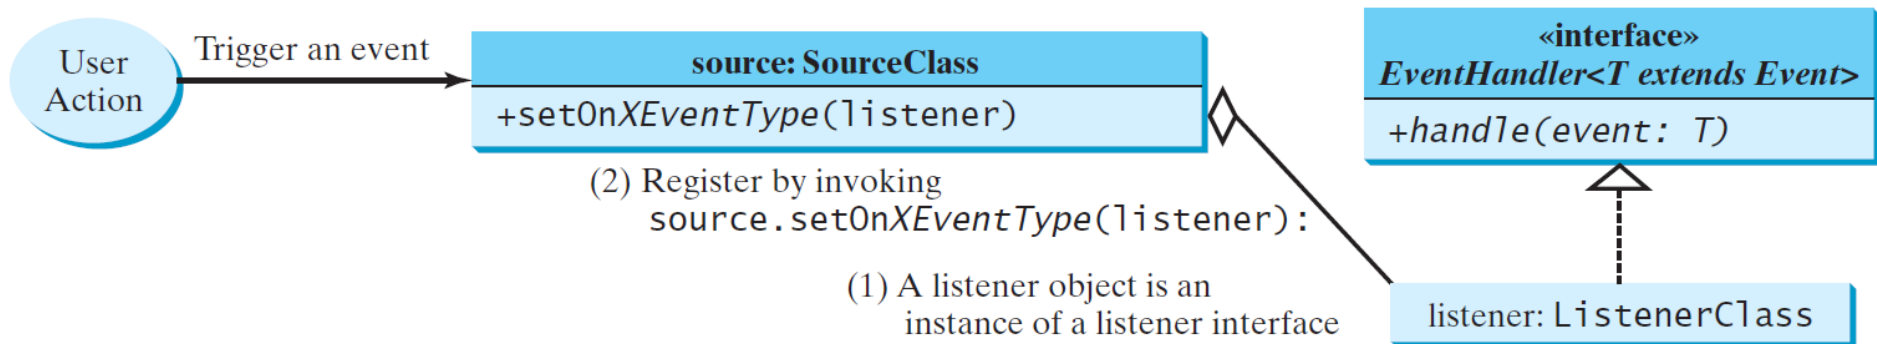 User
Action
Trigger an event
source: SourceClass
+setOnXEventType(listener)
(2) Register by invoking
source.setOnXEventType(listener):
(1) A listener object is an
instance of a listener interface
«interface»
EventHandler<T extends Event>
+handle(event: T)
listener: ListenerClass